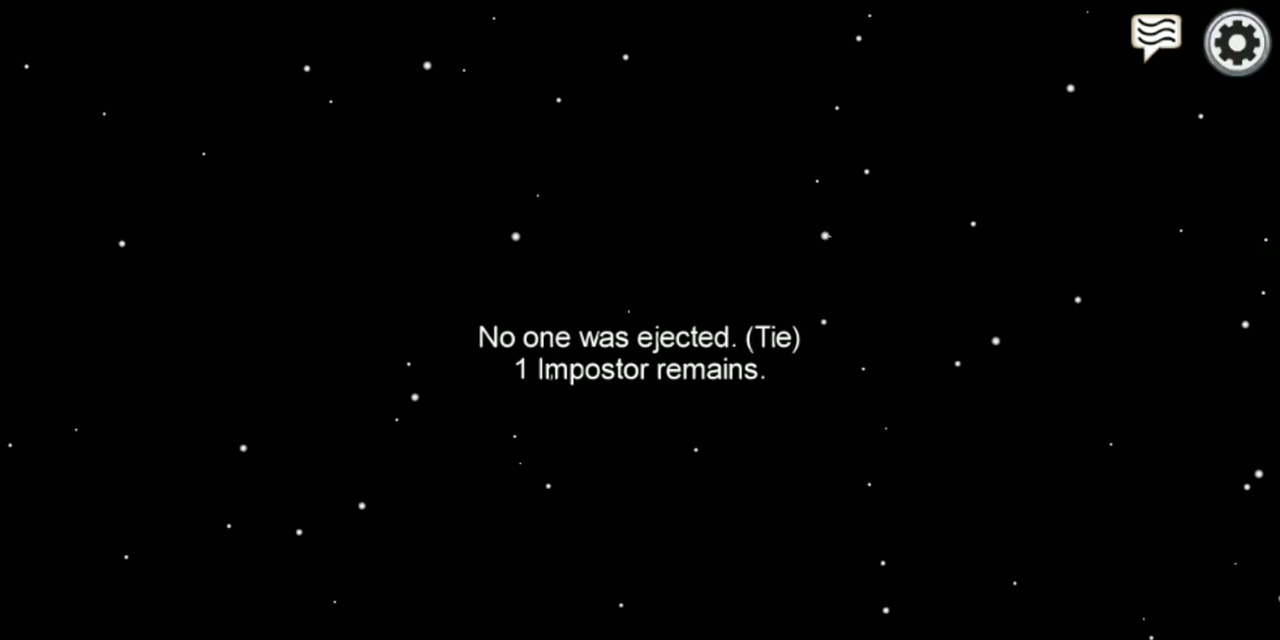 No one was ejected. (Tie)
1 Impostor remains.